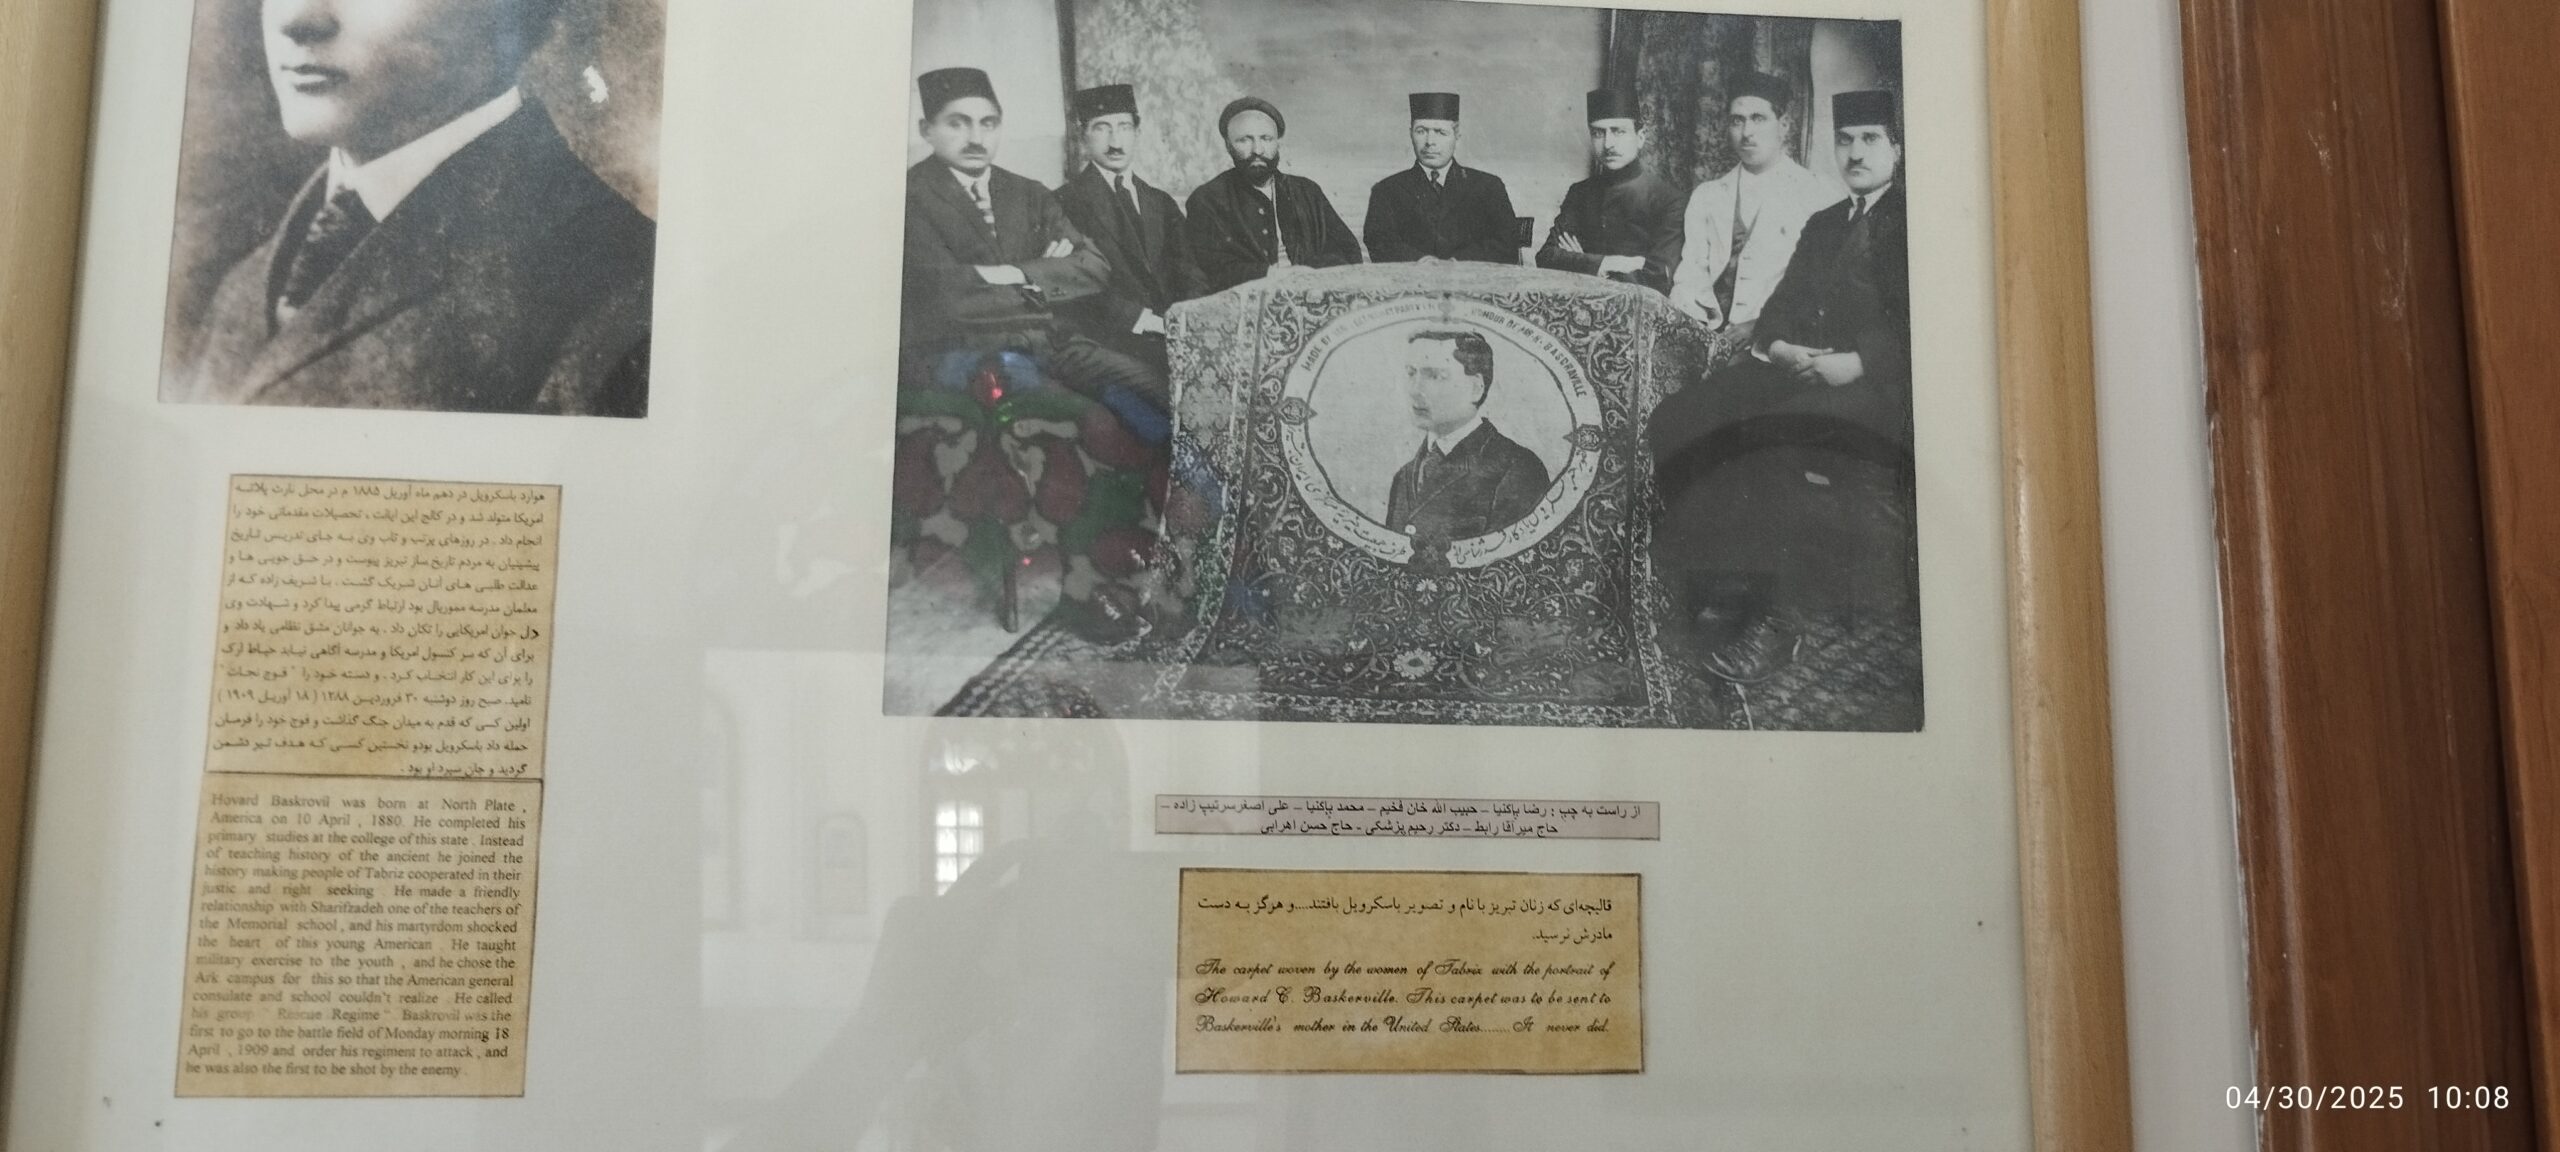 هوارد باسکرویل در دهم ماه آوریل ۱۸۸۵ م در محل نارث پلاتسه
امریکا متولد شد و در کالج این ایالت ، تحصیلات مقدماتی خود را
انجام داد . در روزهای پرتب و تاب وی به جای تدریس تاریخ
پیشینیان به مردم تاریخ ساز تبریز پیوست و در حق جویی ها و
عدالت طلبی های آنان شریک گشت . با شریف زاده که از
معلمان مدرسه مموریال بود ارتباط گرمی پیدا کرد و شهادت وی
دل جوان امریکایی را تکان داد . به جوانان مشق نظامی یاد داد و
برای آن که سر کنسول امریکا و مدرسه آگاهی نیابد حیاط ارک
را برای این کار انتخاب کرد . و دسته خود را " فوج نجات "
نامید. صبح روز دوشنبه ۳۰ فروردین ۱۲۸۸ ( ۱۸ آوریل ۱۹۰۹ )
اولین کسی که قدم به میدان جنگ گذاشت و فوج خود را فرمان
حمله داد باسکرویل بودو نخستین کسی که هدف تیر دشمن
گردید و جان سپرد او بود .
Hovard Baskrovil was born at North Plate ,
America on 10 April , 1880. He completed his
primary studies at the college of this state . Instead
of teaching history of the ancient he joined the
history making people of Tabriz cooperated in their
justic and right seeking . He made a friendly
relationship with Sharifzadeh one of the teachers of
the Memorial school , and his martyrdom shocked
the heart of this young American . He taught
military exercise to the youth , and he chose the
Ark campus for this so that the American general
consulate and school couldn't realize . He called
his group " Rescue Regime ". Baskrovil was the
first to go to the battle field of Monday morning 18
April , 1909 and order his regiment to attack , and
he was also the first to be shot by the enemy .
MADE BY HONOUR OF MR H. BASCRAVILLE
از راست به چپ : رضا پاکنیا – حبیب الله خان فخیم – محمد پاکنیا – علی اصغرسرتیپ زاده –
حاج میرآقا رابط – دکتر رحیم پزشکی - حاج حسن اهرابی
قالیچه‌ای که زنان تبریز با نام و تصویر باسکرویل بافتند....و هرگز به دست
مادرش نرسید.
The carpet woven by the women of Tabriz with the portrait of
Howard C. Baskerville. This carpet was to be sent to
Baskerville's mother in the United States........ It never did.
04/30/2025 10:08